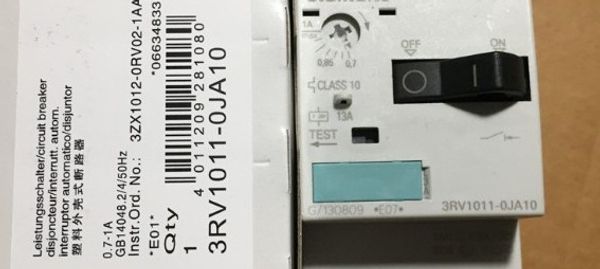 Leistungsschalter/circuit breaker
disjoncteur/interrutt. autom.
interruptor automatico/disjuntor
塑料外壳式断路器
0.7-1A
GB14048.2/4/50Hz
Instr.Ord. No.: 3ZX1012-0RV02-1AA
*E01* *06634833
Qty
1
4 011209 281080
3RV1011-0JA10
1A
0,85 0,7
CLASS 10
13A
TEST
OFF
ON
G/130809 *E07*
3RV1011-0JA10